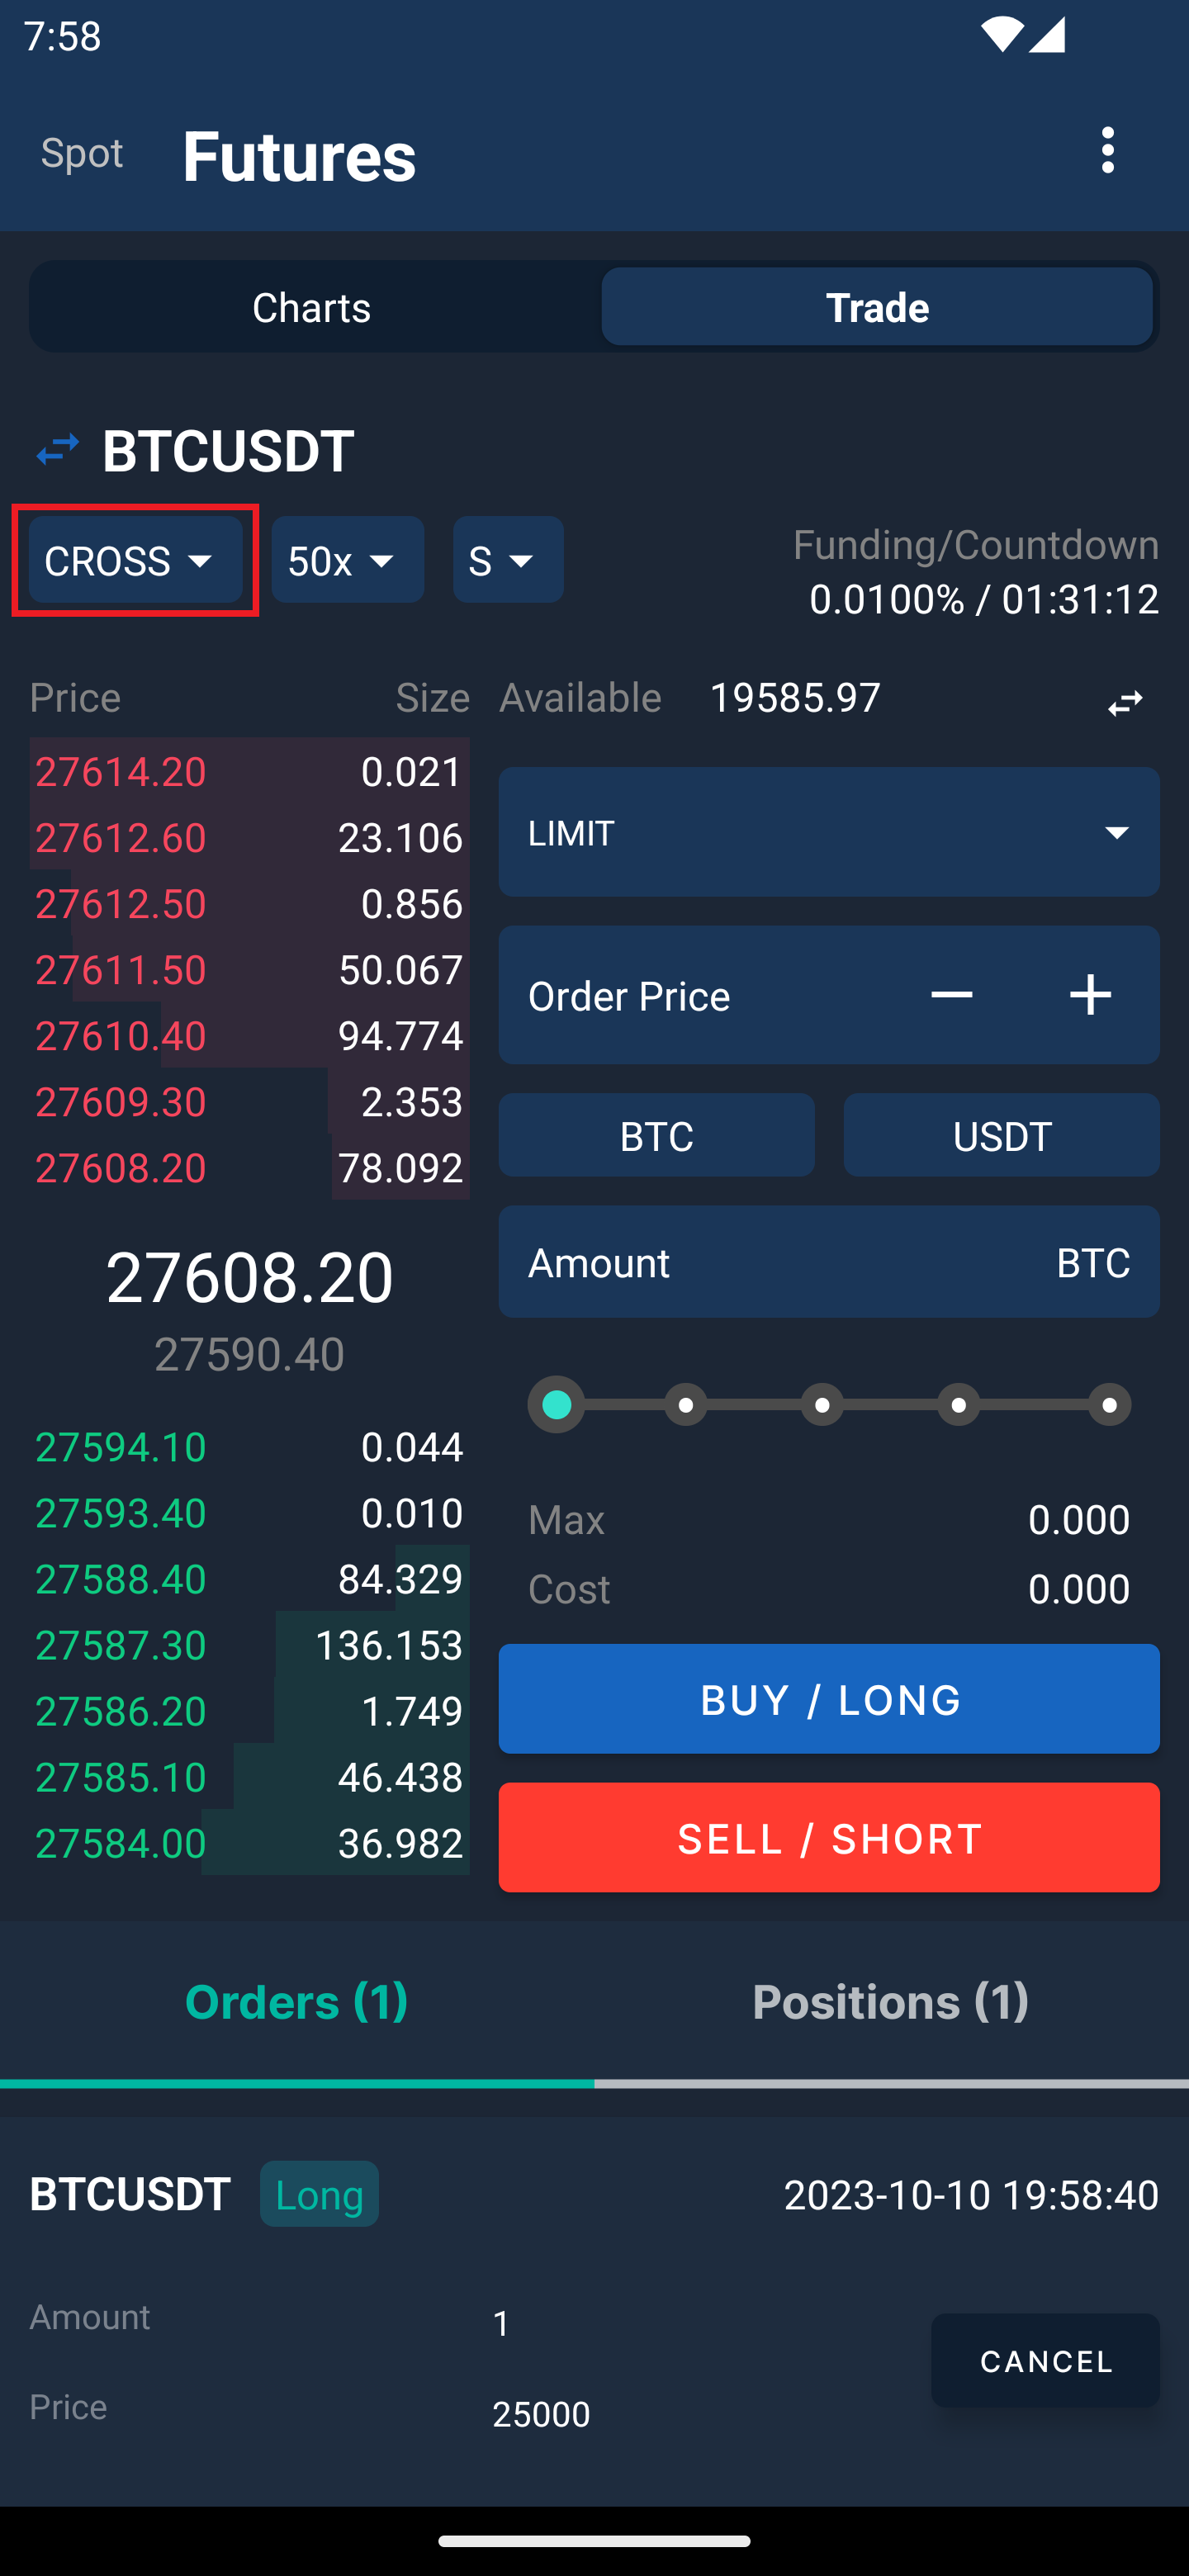 7:58
Spot Futures
Charts Trade
BTCUSDT
CROSS 50x S
Funding/Countdown
0.0100% / 01:31:12
Price Size
27614.20 0.021
27612.60 23.106
27612.50 0.856
27611.50 50.067
27610.40 94.774
27609.30 2.353
27608.20 78.092
27608.20
27590.40
27594.10 0.044
27593.40 0.010
27588.40 84.329
27587.30 136.153
27586.20 1.749
27585.10 46.438
27584.00 36.982
Available 19585.97
LIMIT
Order Price
BTC USDT
Amount BTC
Max 0.000
Cost 0.000
BUY / LONG
SELL / SHORT
Orders (1) Positions (1)
BTCUSDT Long 2023-10-10 19:58:40
Amount 1
CANCEL
Price 25000